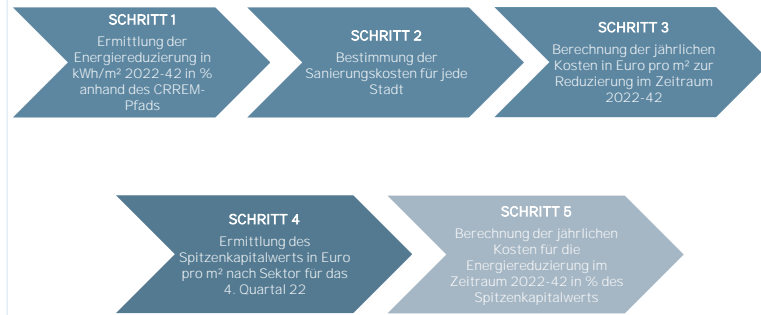 SCHRITT 1
Ermittlung der
Energiereduzierung in
kWh/m² 2022-42 in %
anhand des CRREM-
Pfads
SCHRITT 2
Bestimmung der
Sanierungskosten für jede
Stadt
SCHRITT 3
Berechnung der jährlichen
Kosten in Euro pro m² zur
Reduzierung im Zeitraum
2022-42
SCHRITT 4
Ermittlung des
Spitzenkapitalwerts in Euro
pro m² nach Sektor für das
4. Quartal 22
SCHRITT 5
Berechnung der jährlichen
Kosten für die
Energiereduzierung im
Zeitraum 2022-42 in % des
Spitzenkapitalwerts